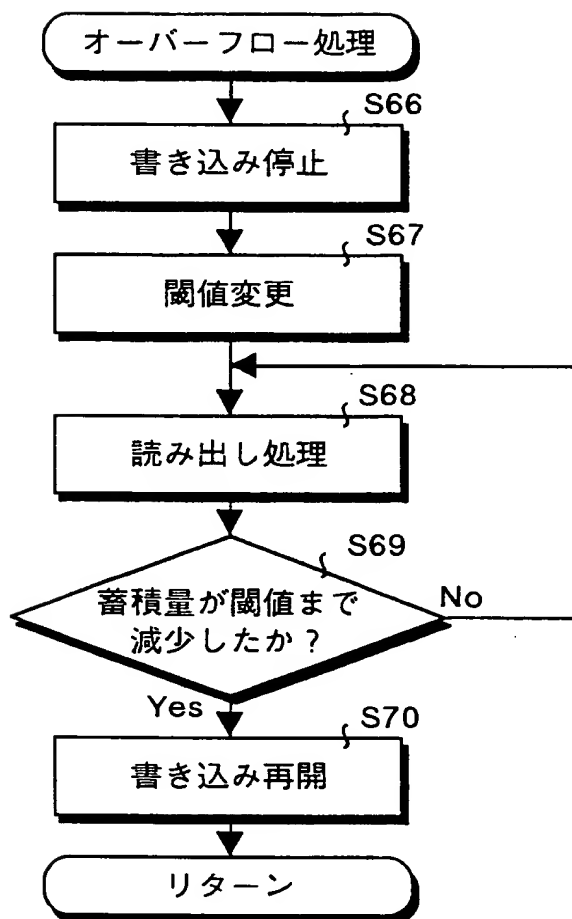 オーバーフロー処理
S66
書き込み停止
S67
閾値変更
S68
読み出し処理
S69
蓄積量が閾値まで
減少したか？
No
Yes
S70
書き込み再開
リターン